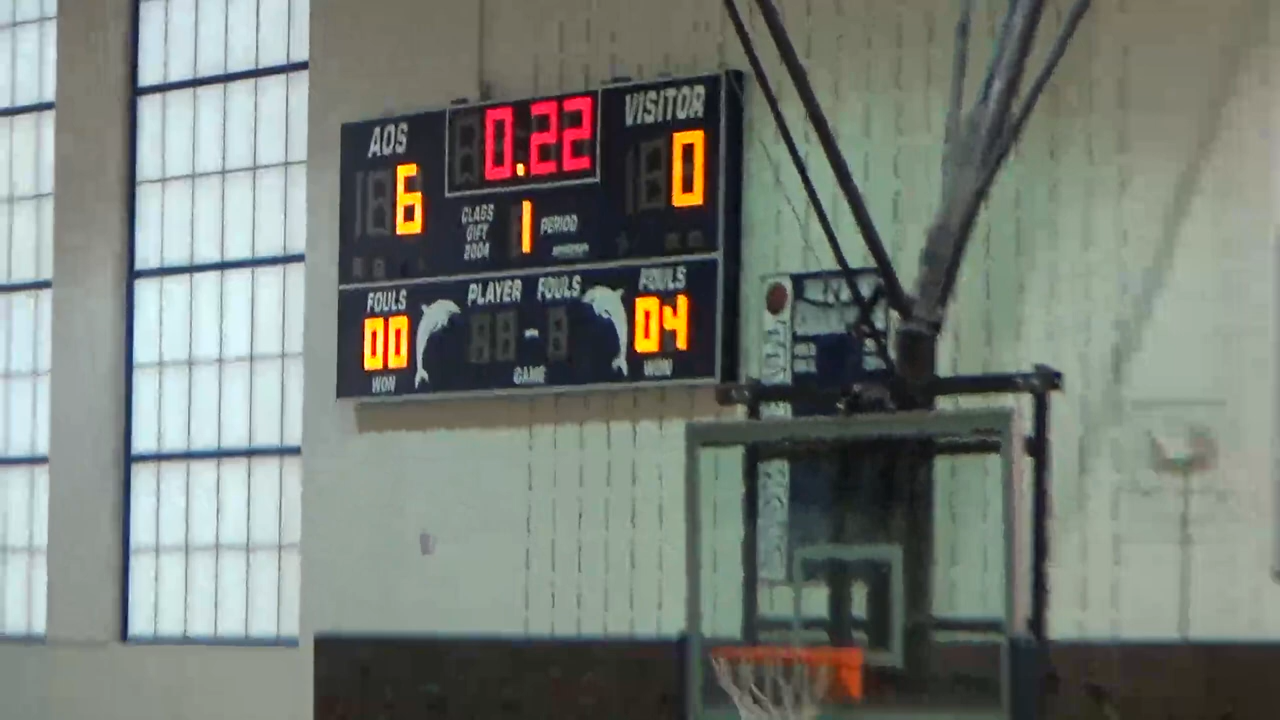 AOS
0.22
VISITOR
6
0
CLASS
GIFT
2004
1
PERIOD
FOULS
PLAYER FOULS
FOULS
00
04
WON
GAME
WON